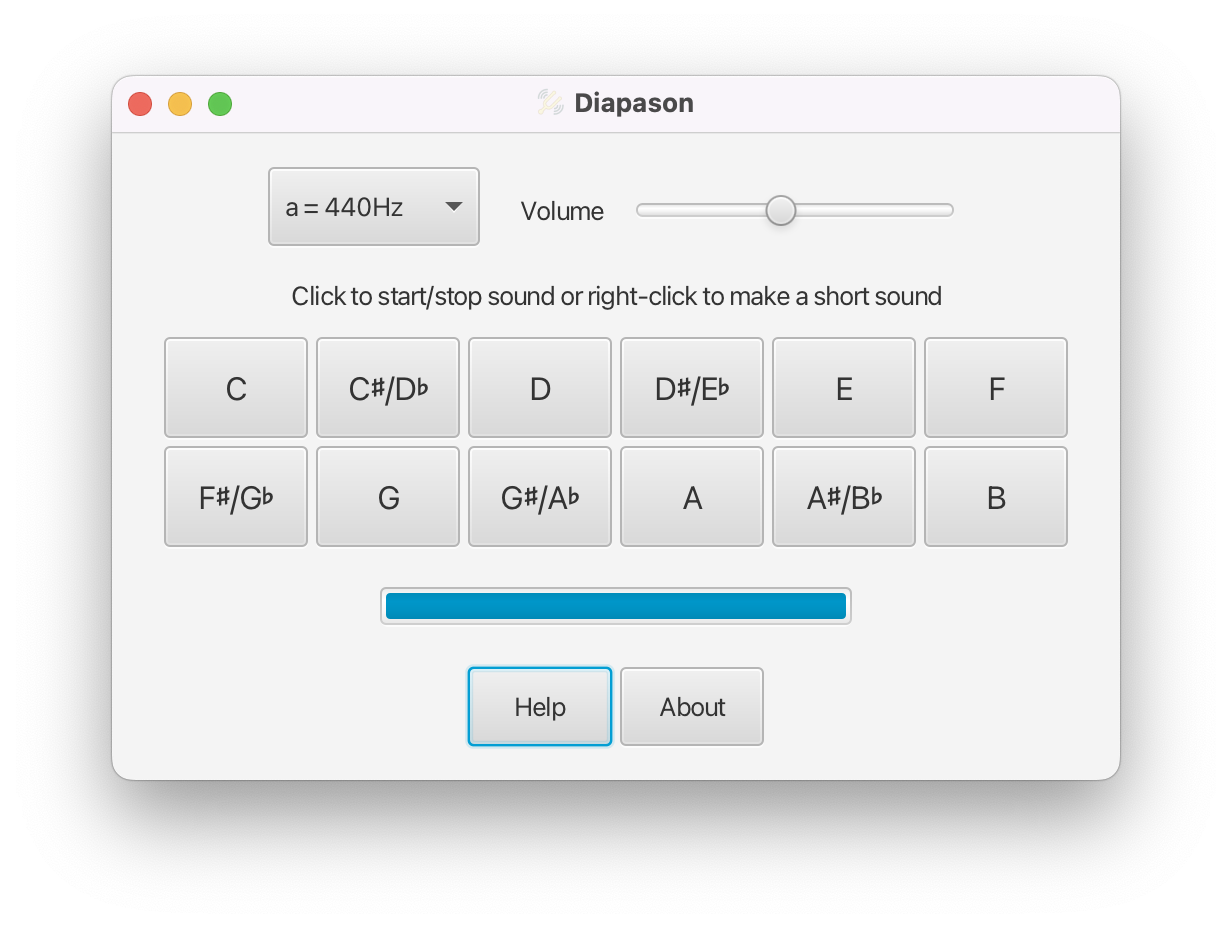 Diapason
a = 440Hz
Volume
Click to start/stop sound or right-click to make a short sound
C
C♯/D♭
D
D♯/E♭
E
F
F♯/G♭
G
G♯/A♭
A
A♯/B♭
B
Help
About